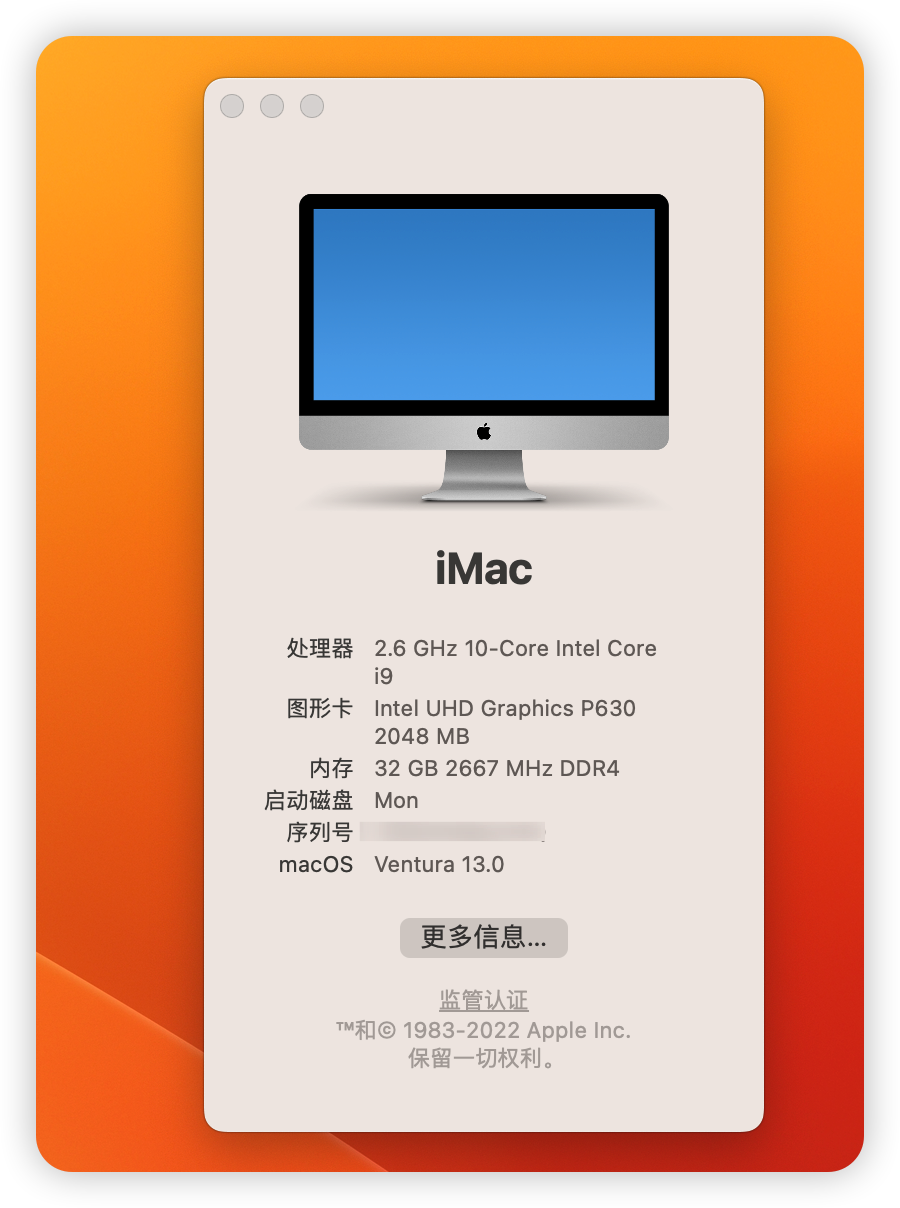 iMac
处理器 2.6 GHz 10-Core Intel Core
i9
图形卡 Intel UHD Graphics P630
2048 MB
内存 32 GB 2667 MHz DDR4
启动磁盘 Mon
序列号
macOS Ventura 13.0
更多信息...
监管认证
™和© 1983-2022 Apple Inc.
保留一切权利。